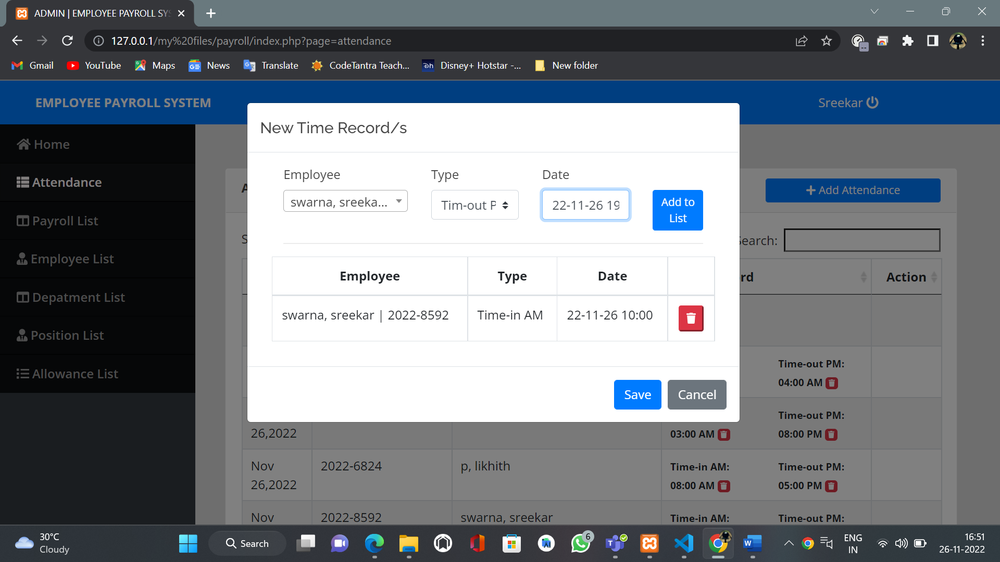 ADMIN | EMPLOYEE PAYROLL SYS
127.0.0.1/my%20files/payroll/index.php?page=attendance
Gmail YouTube Maps News Translate CodeTantra Teach... Disney+ Hotstar -... New folder
EMPLOYEE PAYROLL SYSTEM
Sreekar
Home
Attendance
Payroll List
Employee List
Depatment List
Position List
Allowance List
New Time Record/s
Employee Type Date
swarna, sreeka... Tim-out P 22-11-26 19 Add to
List
Employee Type Date
swarna, sreekar | 2022-8592 Time-in AM 22-11-26 10:00
Save Cancel
Add Attendance
Search:
rd Action
Time-out PM:
04:00 AM
Time-out PM:
26,2022 03:00 AM 08:00 PM
Nov 2022-6824 p, likhith Time-in AM: Time-out PM:
26,2022 08:00 AM 05:00 PM
Nov 2022-8592 swarna, sreekar Time-in AM: Time-out PM:
30°C
Cloudy
Search
6
ENG
IN
16:51
26-11-2022